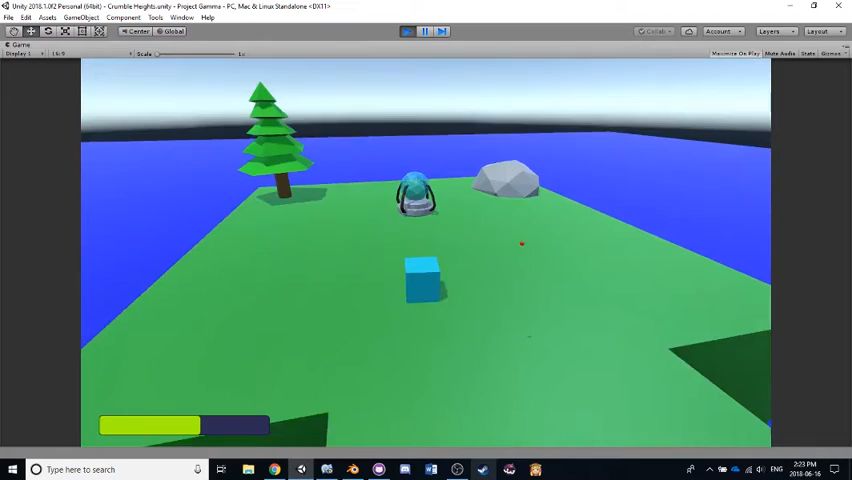 Unity 2018.1.0f2 Personal (64bit) - Crumble Heights.unity - Project Gamma - PC, Mac & Linux Standalone <DX11>
File Edit Assets GameObject Component Tools Window Help
Center Global Collab Account Layers Layout
Game
Display 1 16:9 Scale 1x Maximize On Play Mute Audio Stats Gizmos
Type here to search 2:23 PM
2018-06-16